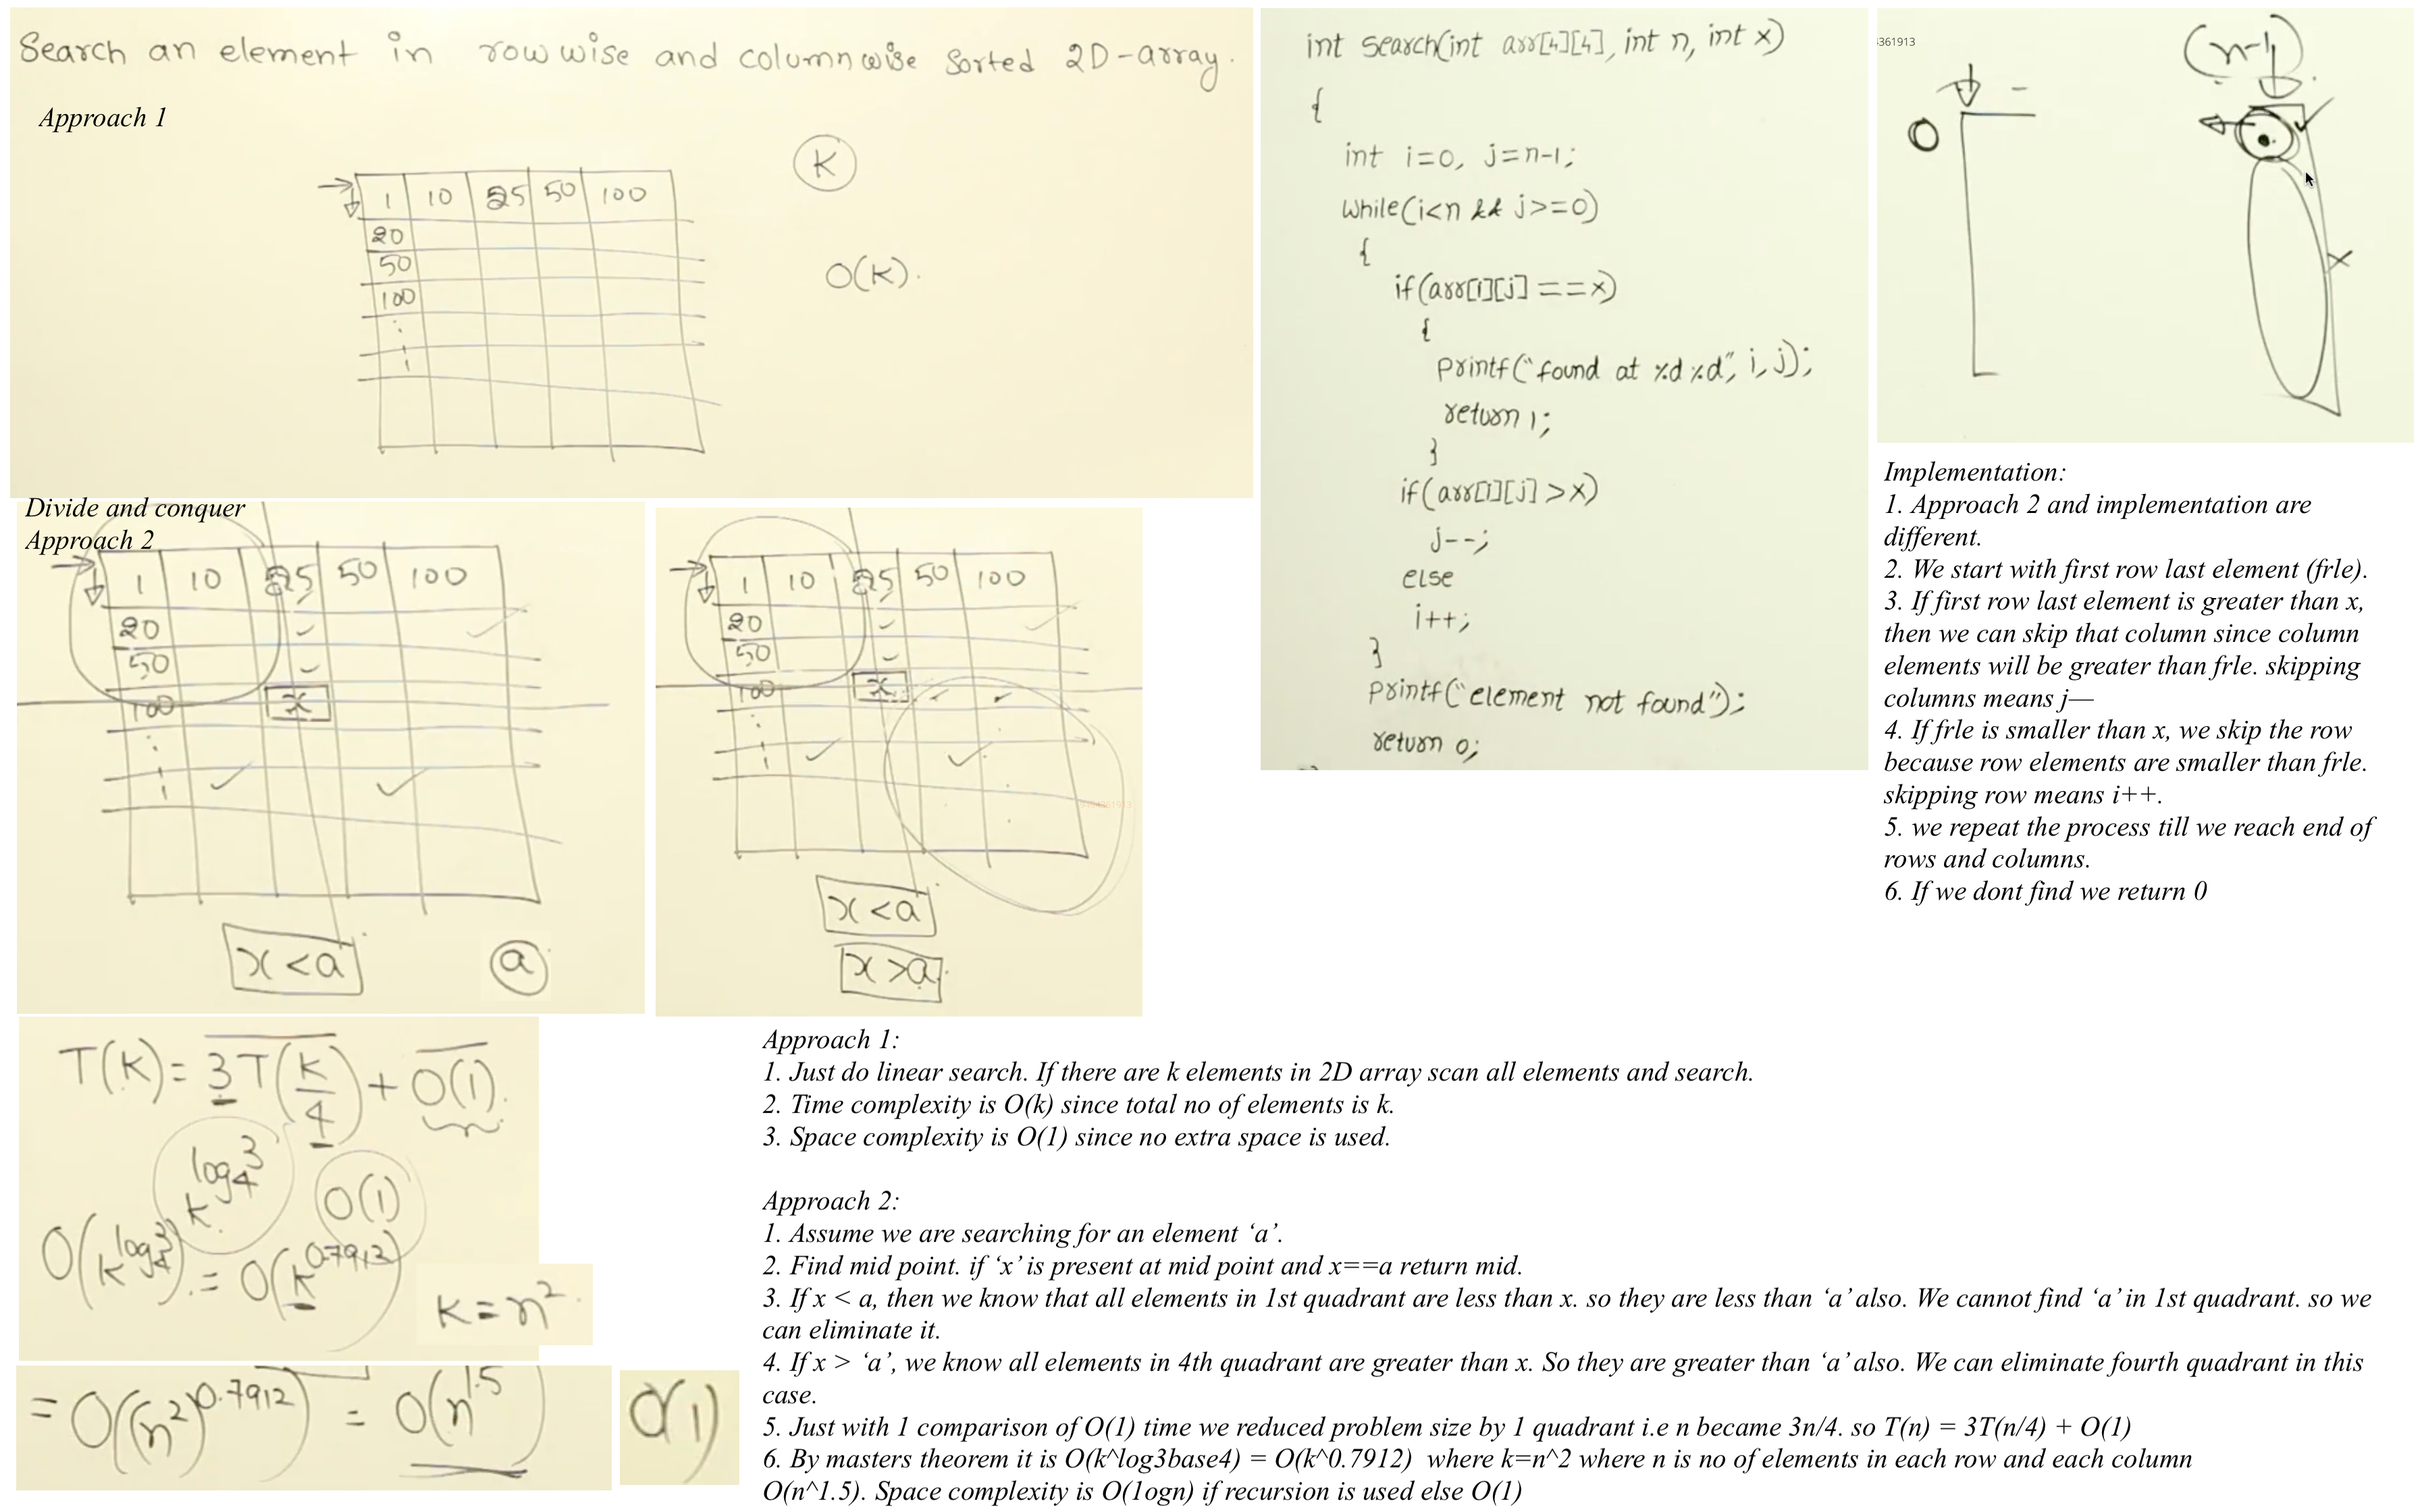 Search an element in rowwise and columnwise sorted 2D-array.
Approach 1
K
1 10 25 50 100
20
50
100
O(K).
Divide and conquer
Approach 2
1 10 25 50 100
20
50
100
x
x<a
a
1 10 25 50 100
20
50
100
x
9494361913
x<a
x>a
T(K) = 3T(K/4) + O(1).
K^log4^3 O(1)
O(K^log4^3) = O(K^0.7912)
K = n^2.
= O((n^2)^0.7912) = O(n^1.5)
O(1)
int search(int arr[4][4], int n, int x)
{
int i=0, j=n-1;
while(i<n && j>=0)
{
if(arr[i][j] ==x)
{
printf("found at %d %d", i, j);
return 1;
}
if(arr[i][j] >x)
j--;
else
i++;
}
printf("element not found");
return 0;
4361913
(n-1)
0
x
Implementation:
1. Approach 2 and implementation are
different.
2. We start with first row last element (frle).
3. If first row last element is greater than x,
then we can skip that column since column
elements will be greater than frle. skipping
columns means j—
4. If frle is smaller than x, we skip the row
because row elements are smaller than frle.
skipping row means i++.
5. we repeat the process till we reach end of
rows and columns.
6. If we dont find we return 0
Approach 1:
1. Just do linear search. If there are k elements in 2D array scan all elements and search.
2. Time complexity is O(k) since total no of elements is k.
3. Space complexity is O(1) since no extra space is used.
Approach 2:
1. Assume we are searching for an element ‘a’.
2. Find mid point. if ‘x’ is present at mid point and x==a return mid.
3. If x < a, then we know that all elements in 1st quadrant are less than x. so they are less than ‘a’ also. We cannot find ‘a’ in 1st quadrant. so we
can eliminate it.
4. If x > ‘a’, we know all elements in 4th quadrant are greater than x. So they are greater than ‘a’ also. We can eliminate fourth quadrant in this
case.
5. Just with 1 comparison of O(1) time we reduced problem size by 1 quadrant i.e n became 3n/4. so T(n) = 3T(n/4) + O(1)
6. By masters theorem it is O(k^log3base4) = O(k^0.7912)  where k=n^2 where n is no of elements in each row and each column
O(n^1.5). Space complexity is O(logn) if recursion is used else O(1)